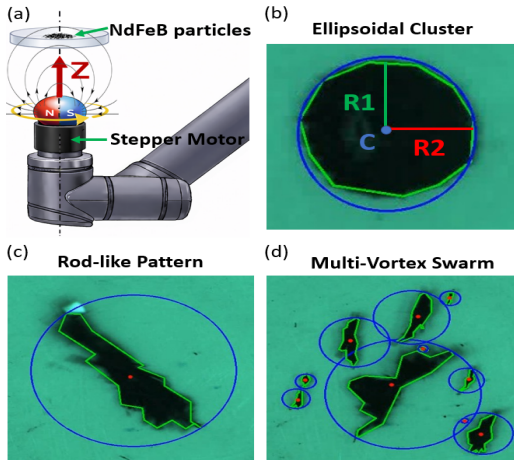 (a)
NdFeB particles
Z
N S
Stepper Motor
(b)
Ellipsoidal Cluster
R1
C
R2
(c)
Rod-like Pattern
(d)
Multi-Vortex Swarm